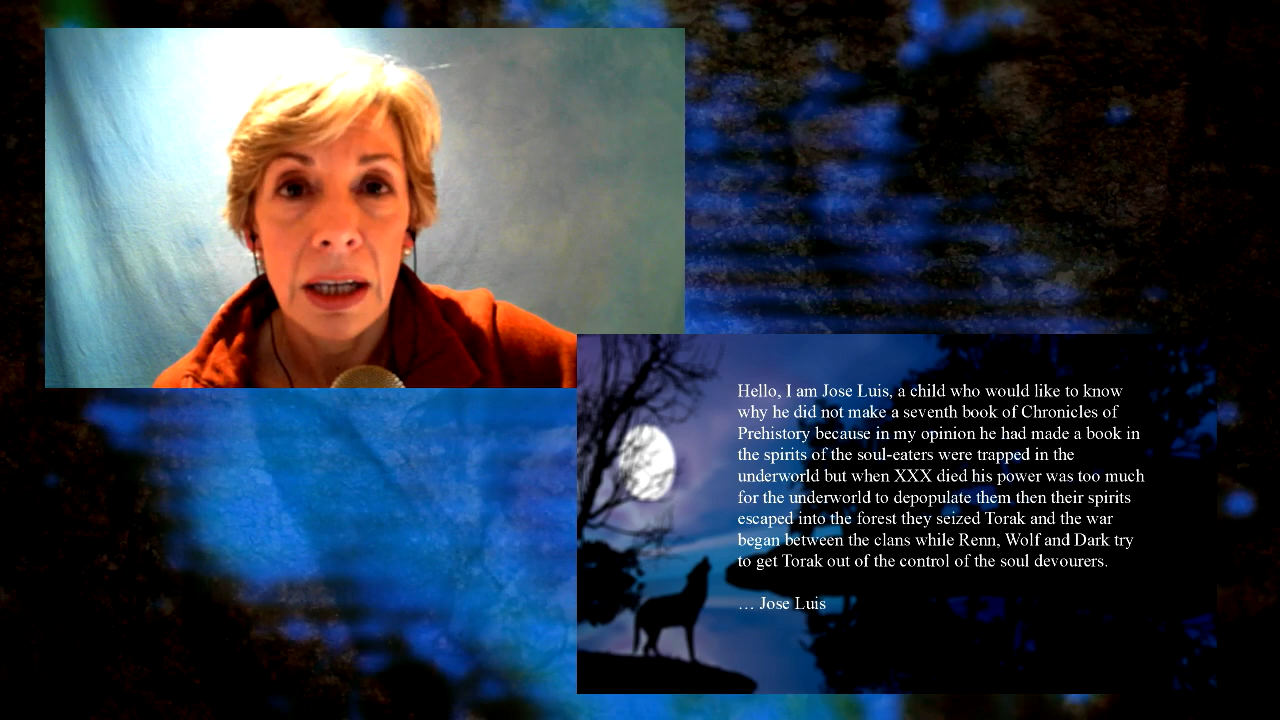 Hello, I am Jose Luis, a child who would like to know
why he did not make a seventh book of Chronicles of
Prehistory because in my opinion he had made a book in
the spirits of the soul-eaters were trapped in the
underworld but when XXX died his power was too much
for the underworld to depopulate them then their spirits
escaped into the forest they seized Torak and the war
began between the clans while Renn, Wolf and Dark try
to get Torak out of the control of the soul devourers.
… Jose Luis